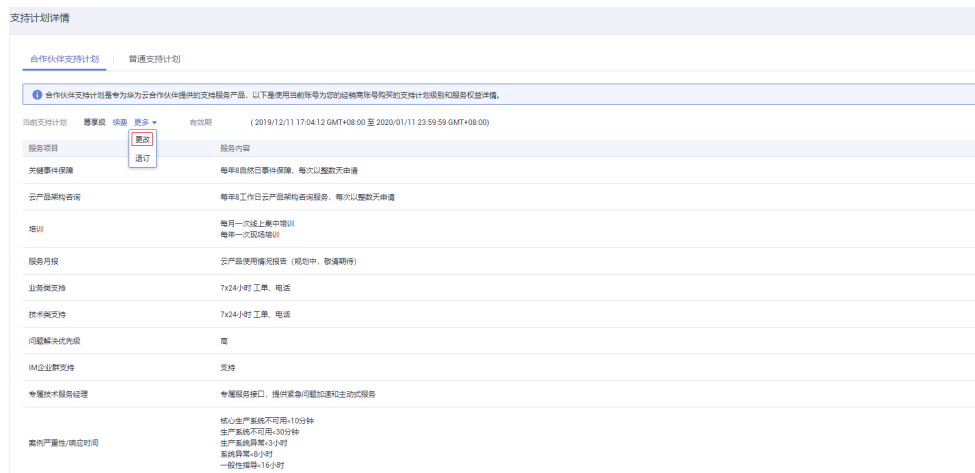 支持计划详情
合作伙伴支持计划 普通支持计划
合作伙伴支持计划是专为华为云合作伙伴提供的支持服务产品，以下是使用当前账号为您的经销商账号购买的支持计划级别和服务权益详情。
当前支持计划 尊享级 续费 更多 有效期 ( 2019/12/11 17:04:12 GMT+08:00 至 2020/01/11 23:59:59 GMT+08:00)
更改
退订
服务项目 服务内容
关键事件保障 每年8自然日事件保障，每次以整数天申请
云产品架构咨询 每年8工作日云产品架构咨询服务，每次以整数天申请
培训 每月一次线上集中培训
每年一次现场培训
服务月报 云产品使用情况报告（规划中，敬请期待）
业务类支持 7x24小时 工单、电话
技术类支持 7x24小时 工单、电话
问题解决优先级 高
IM企业群支持 支持
专属技术服务经理 专属服务接口，提供紧急问题加速和主动式服务
案例严重性/响应时间 核心生产系统不可用<10分钟
生产系统不可用<30分钟
生产系统异常<3小时
系统异常<8小时
一般性指导<16小时